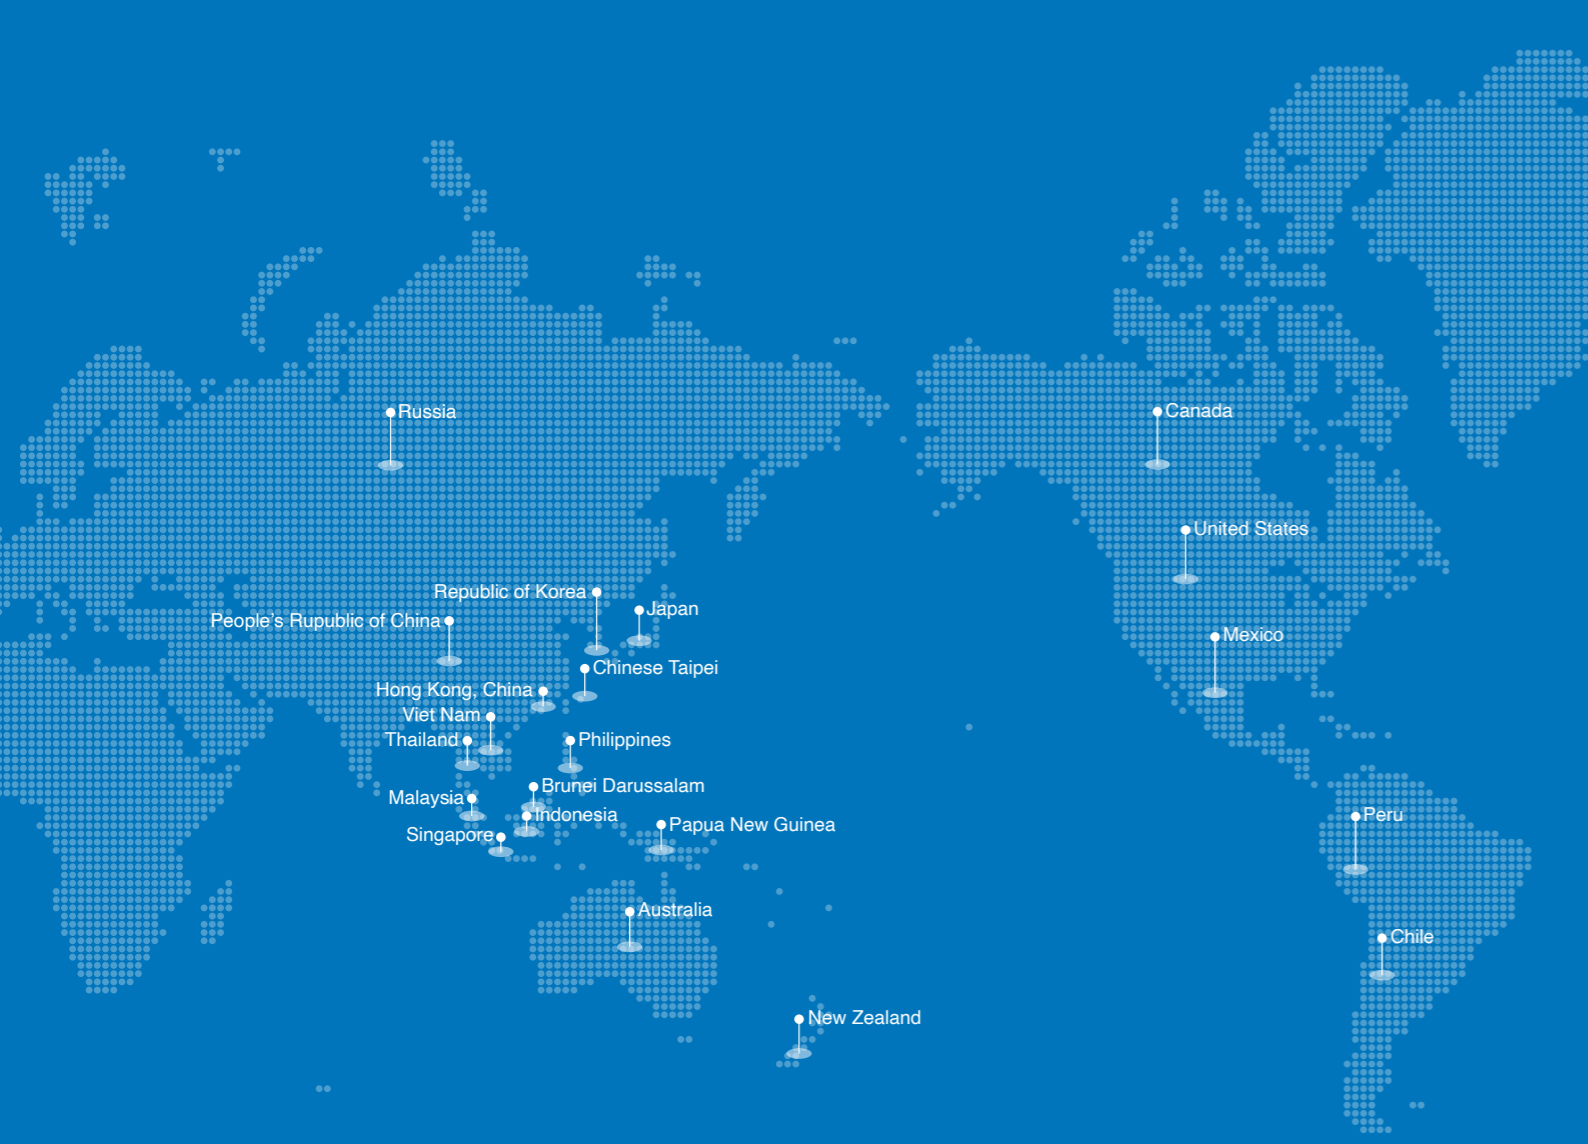 Russia
Canada
United States
Republic of Korea
Japan
People's Rupublic of China
Mexico
Chinese Taipei
Hong Kong, China
Viet Nam
Thailand
Philippines
Brunei Darussalam
Malaysia
Indonesia
Peru
Papua New Guinea
Singapore
Australia
Chile
New Zealand